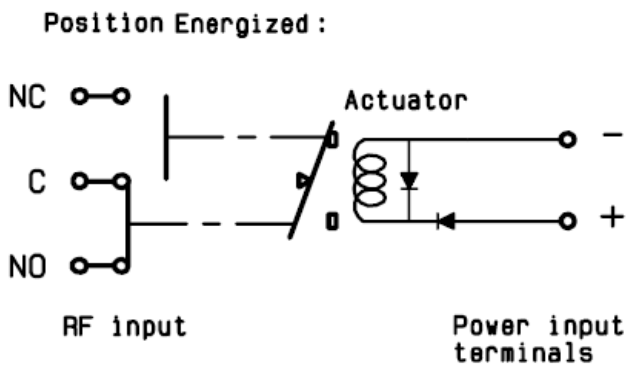 Position Energized :
NC
Actuator
-
C
+
NO
RF input
Power input
terminals